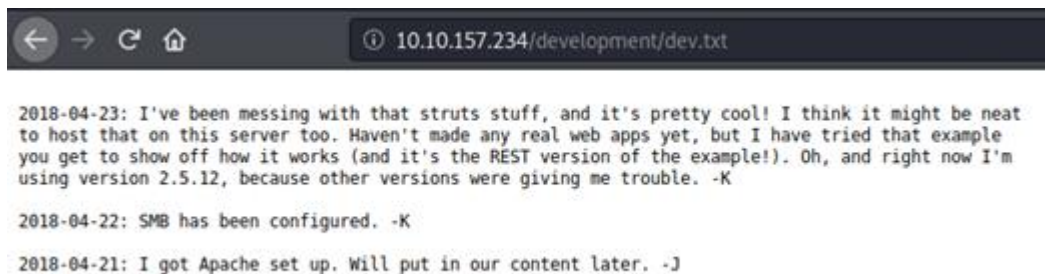 10.10.157.234/development/dev.txt
2018-04-23: I've been messing with that struts stuff, and it's pretty cool! I think it might be neat
to host that on this server too. Haven't made any real web apps yet, but I have tried that example
you get to show off how it works (and it's the REST version of the example!). Oh, and right now I'm
using version 2.5.12, because other versions were giving me trouble. -K
2018-04-22: SMB has been configured. -K
2018-04-21: I got Apache set up. Will put in our content later. -J